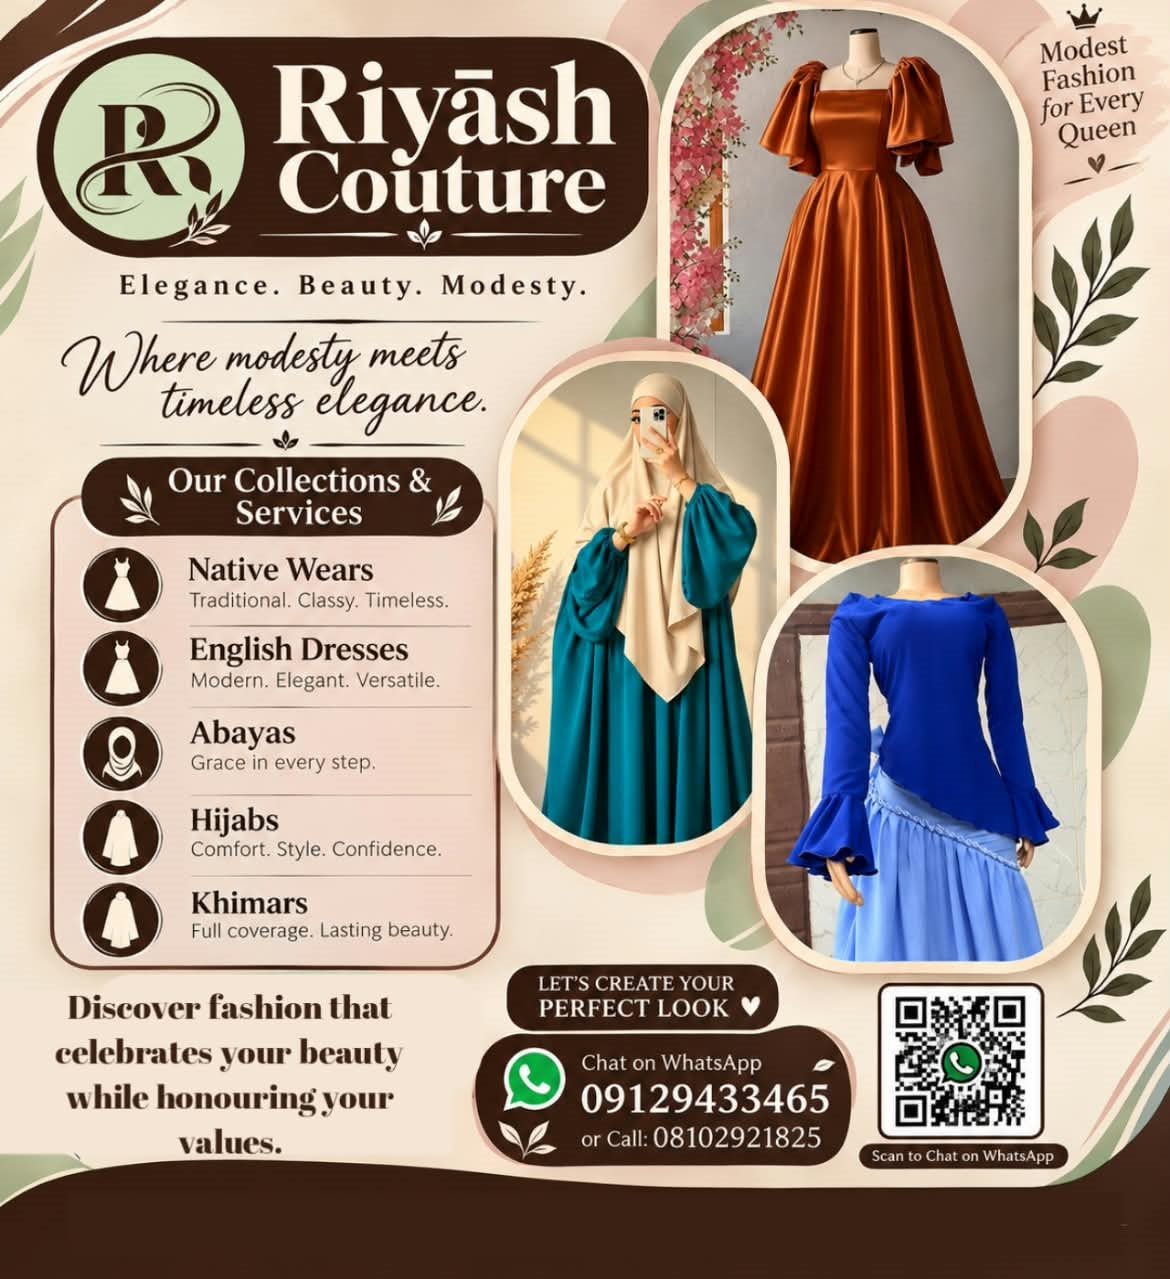 R
Riyāsh
Couture
Elegance. Beauty. Modesty.
Where modesty meets
timeless elegance.
Modest
Fashion
for Every
Queen
Our Collections &
Services
Native Wears
Traditional. Classy. Timeless.
English Dresses
Modern. Elegant. Versatile.
Abayas
Grace in every step.
Hijabs
Comfort. Style. Confidence.
Khimars
Full coverage. Lasting beauty.
Discover fashion that
celebrates your beauty
while honouring your
values.
LET'S CREATE YOUR
PERFECT LOOK
Chat on WhatsApp
09129433465
or Call: 08102921825
Scan to Chat on WhatsApp